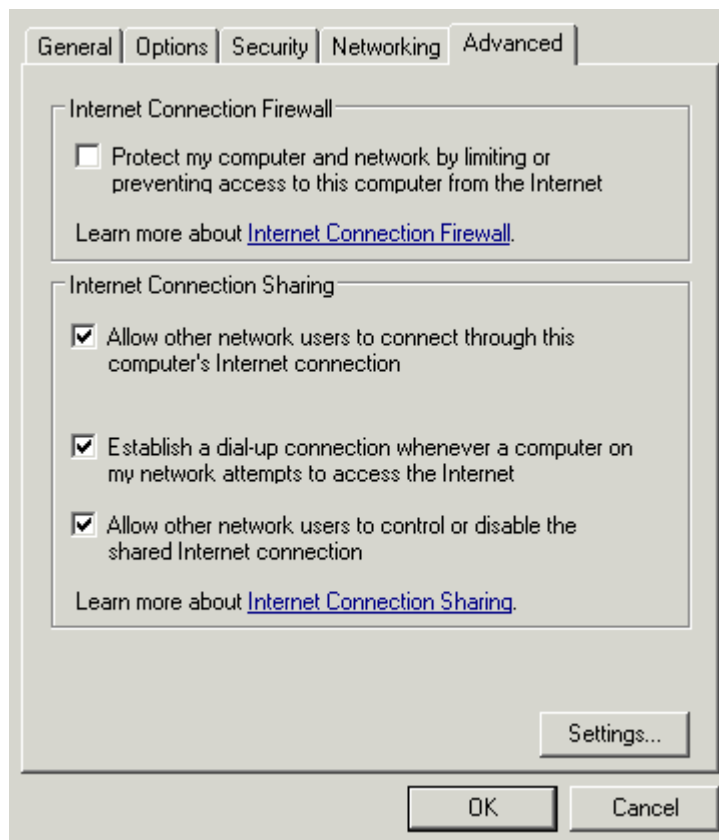 General Options Security Networking Advanced
Internet Connection Firewall
Protect my computer and network by limiting or
preventing access to this computer from the Internet
Learn more about Internet Connection Firewall.
Internet Connection Sharing
Allow other network users to connect through this
computer's Internet connection
Establish a dial-up connection whenever a computer on
my network attempts to access the Internet
Allow other network users to control or disable the
shared Internet connection
Learn more about Internet Connection Sharing.
Settings...
OK Cancel